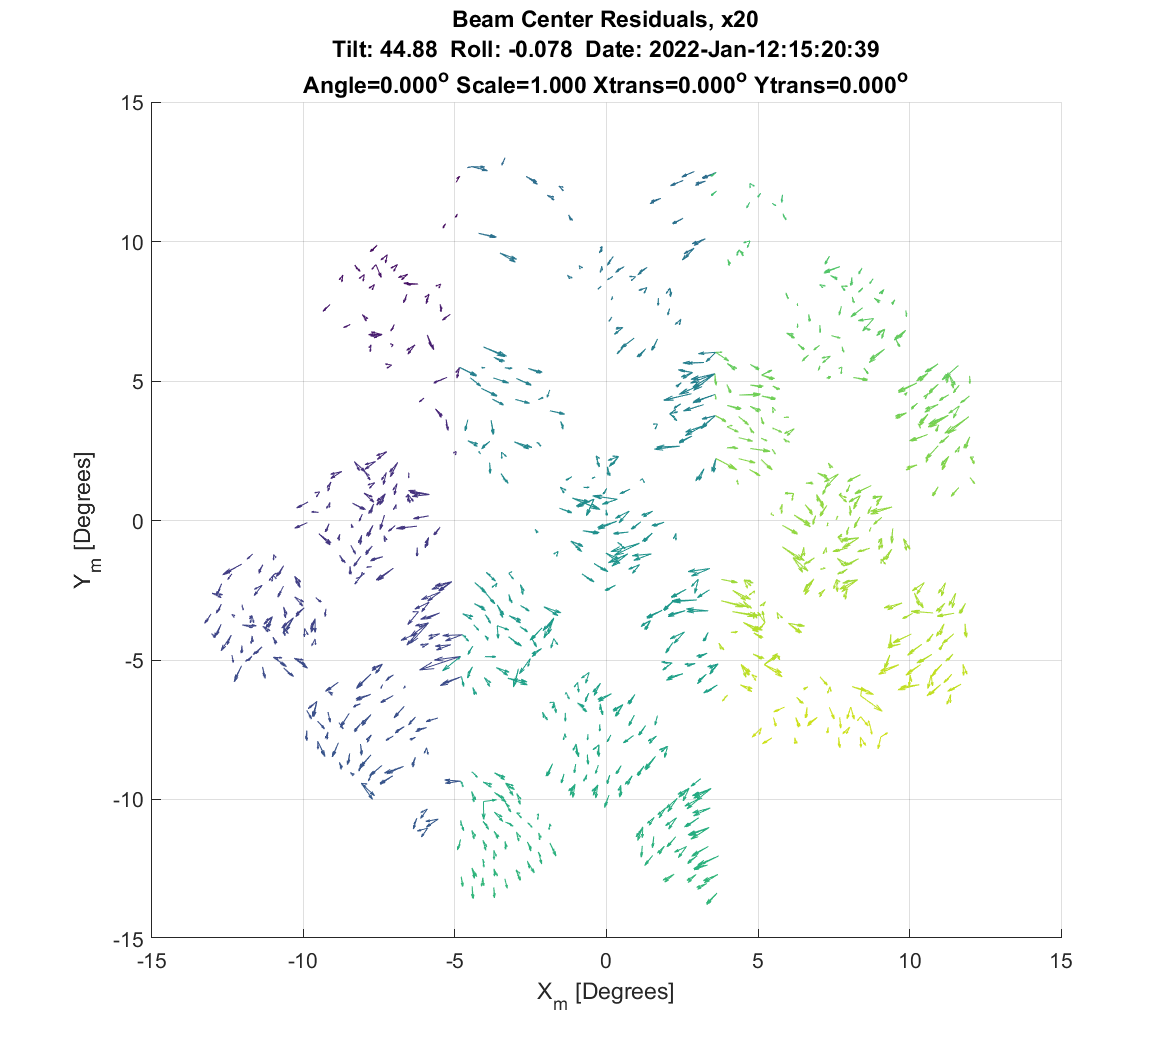 Beam Center Residuals, x20
Tilt: 44.88 Roll: -0.078 Date: 2022-Jan-12:15:20:39
Angle=0.000° Scale=1.000 Xtrans=0.000° Ytrans=0.000°
15
10
5
0
-5
-10
-15
Y_m [Degrees]
-15 -10 -5 0 5 10 15
X_m [Degrees]